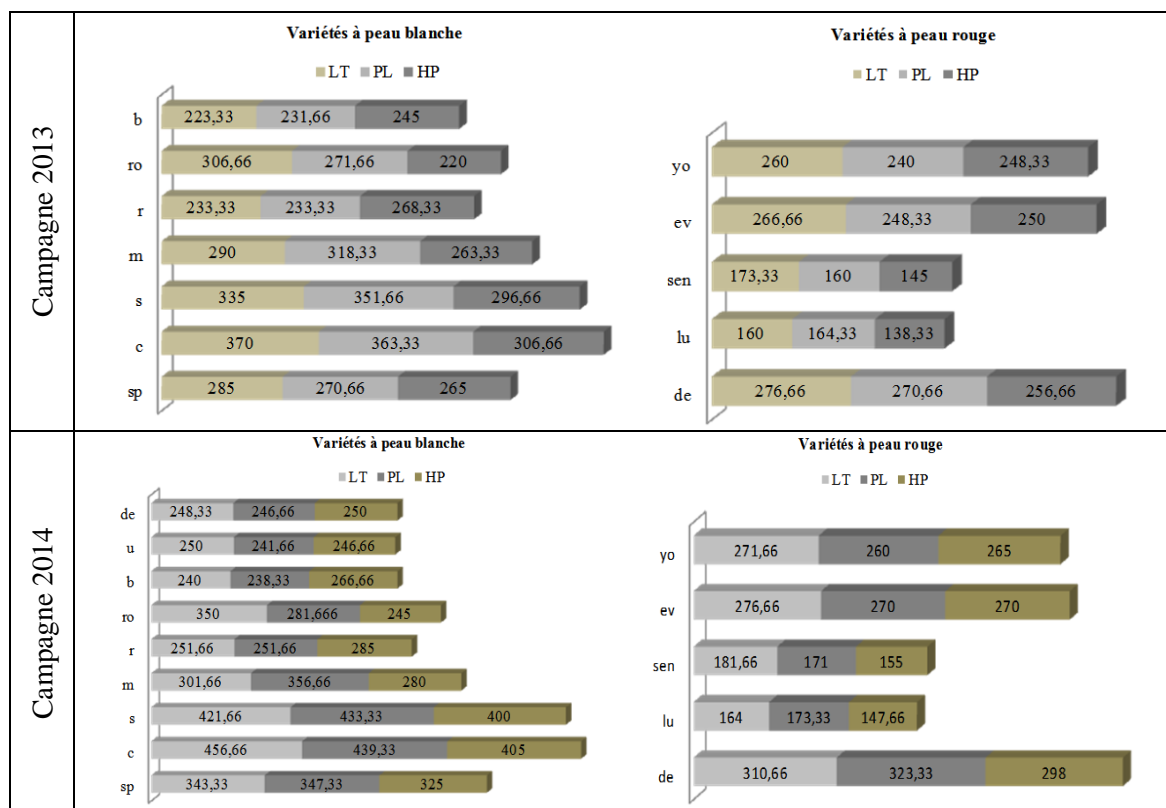 Campagne 2013
Variétés à peau blanche
LT PL HP
b 223,33 231,66 245
ro 306,66 271,66 220
r 233,33 233,33 268,33
m 290 318,33 263,33
s 335 351,66 296,66
c 370 363,33 306,66
sp 285 270,66 265
Variétés à peau rouge
LT PL HP
yo 260 240 248,33
ev 266,66 248,33 250
sen 173,33 160 145
lu 160 164,33 138,33
de 276,66 270,66 256,66
Campagne 2014
Variétés à peau blanche
LT PL HP
de 248,33 246,66 250
u 250 241,66 246,66
b 240 238,33 266,66
ro 350 281,666 245
r 251,66 251,66 285
m 301,66 356,66 280
s 421,66 433,33 400
c 456,66 439,33 405
sp 343,33 347,33 325
Variétés à peau rouge
LT PL HP
yo 271,66 260 265
ev 276,66 270 270
sen 181,66 171 155
lu 164 173,33 147,66
de 310,66 323,33 298